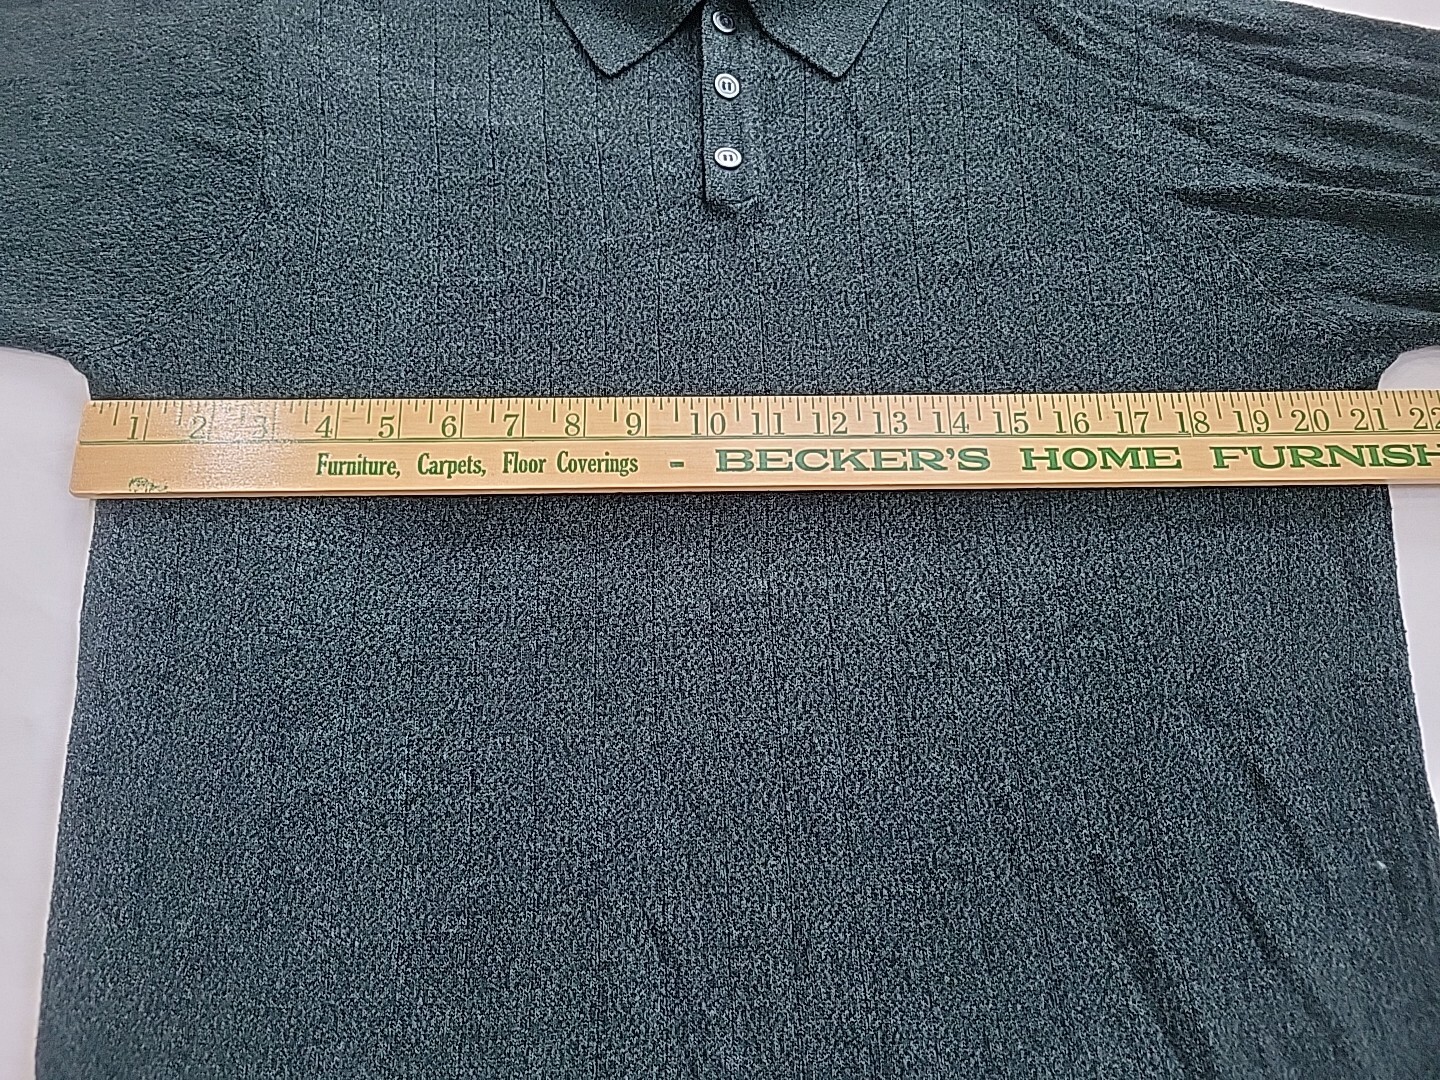 1 2 3 4 5 6 7 8 9 10 11 12 13 14 15 16 17 18 19 20 21 22
Furniture, Carpets, Floor Coverings - BECKER'S HOME FURNISH